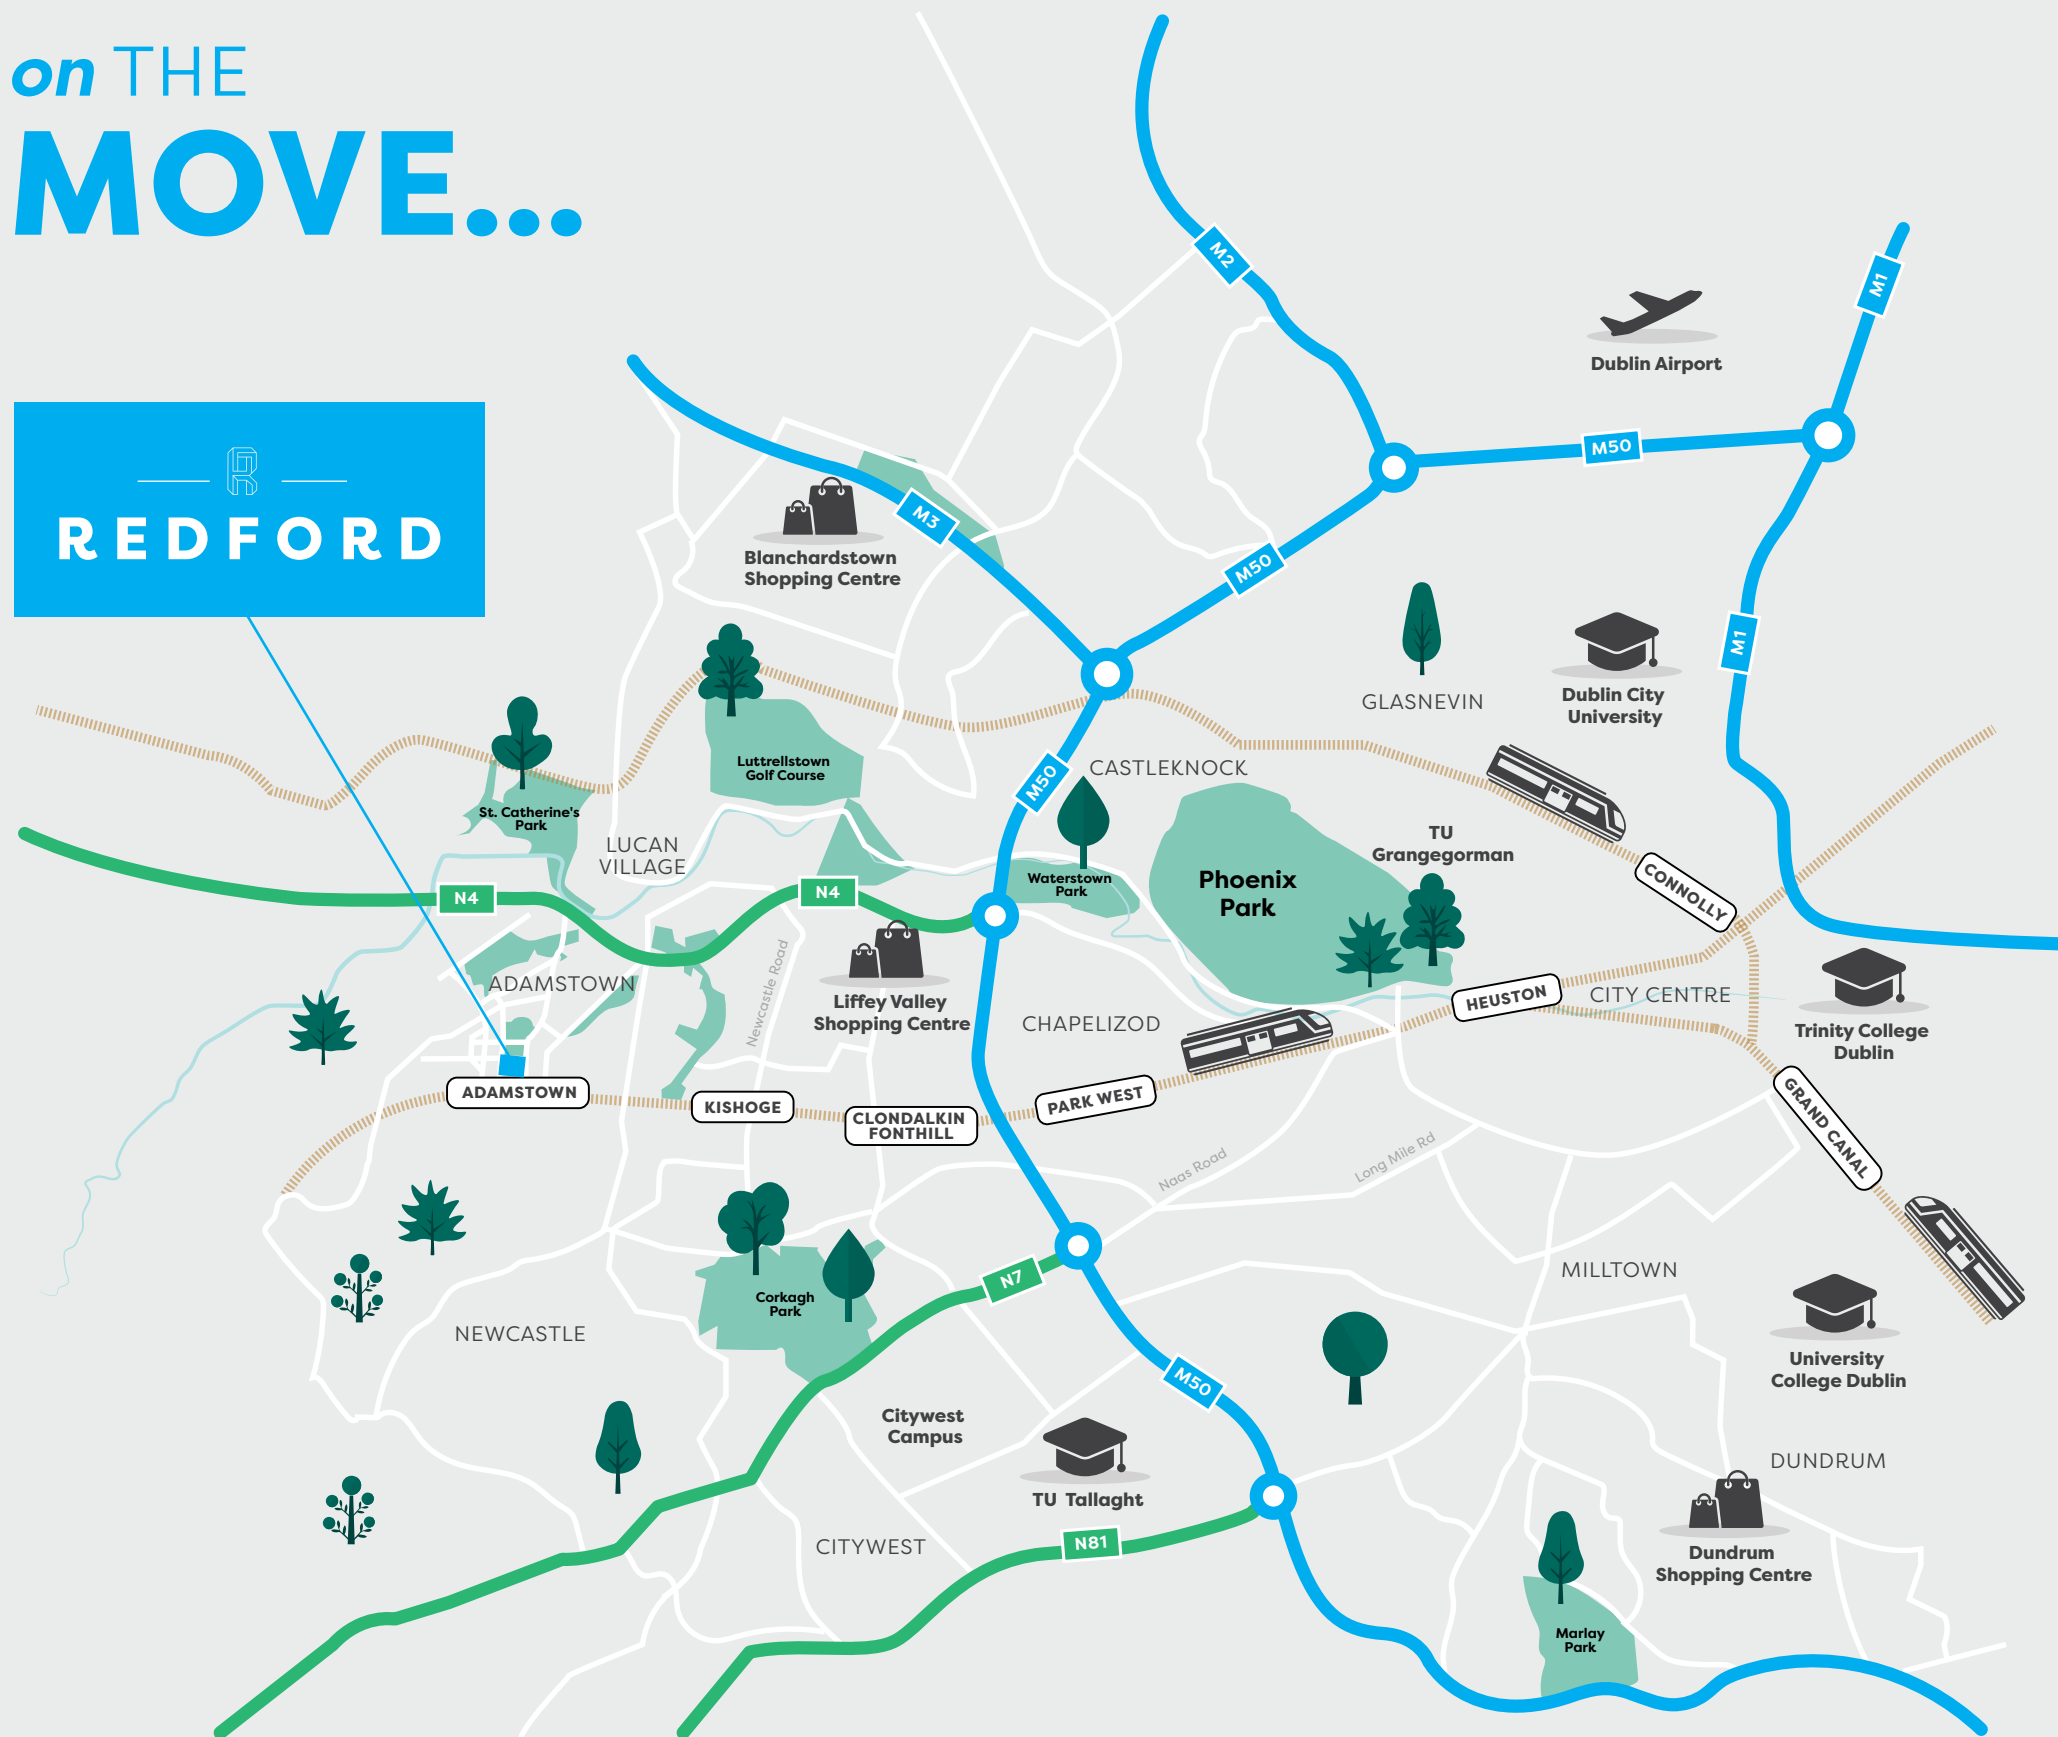 on THE
MOVE...
M2
M1
Dublin Airport
M50
REDFORD
M3
Blanchardstown
Shopping Centre
M50
M1
GLASNEVIN
Dublin City
University
Luttrellstown
Golf Course
M50
CASTLEKNOCK
St. Catherine's
Park
LUCAN
VILLAGE
TU
Grangegorman
CONNOLLY
N4
N4
Waterstown
Park
Phoenix
Park
ADAMSTOWN
Newcastle Road
Liffey Valley
Shopping Centre
CHAPELIZOD
HEUSTON
CITY CENTRE
Trinity College
Dublin
ADAMSTOWN
KISHOGE
CLONDALKIN
FONTHILL
PARK WEST
GRAND CANAL
Naas Road
Long Mile Rd
N7
MILLTOWN
Corkagh
Park
NEWCASTLE
University
College Dublin
M50
Citywest
Campus
TU Tallaght
DUNDRUM
CITYWEST
N81
Dundrum
Shopping Centre
Marlay
Park